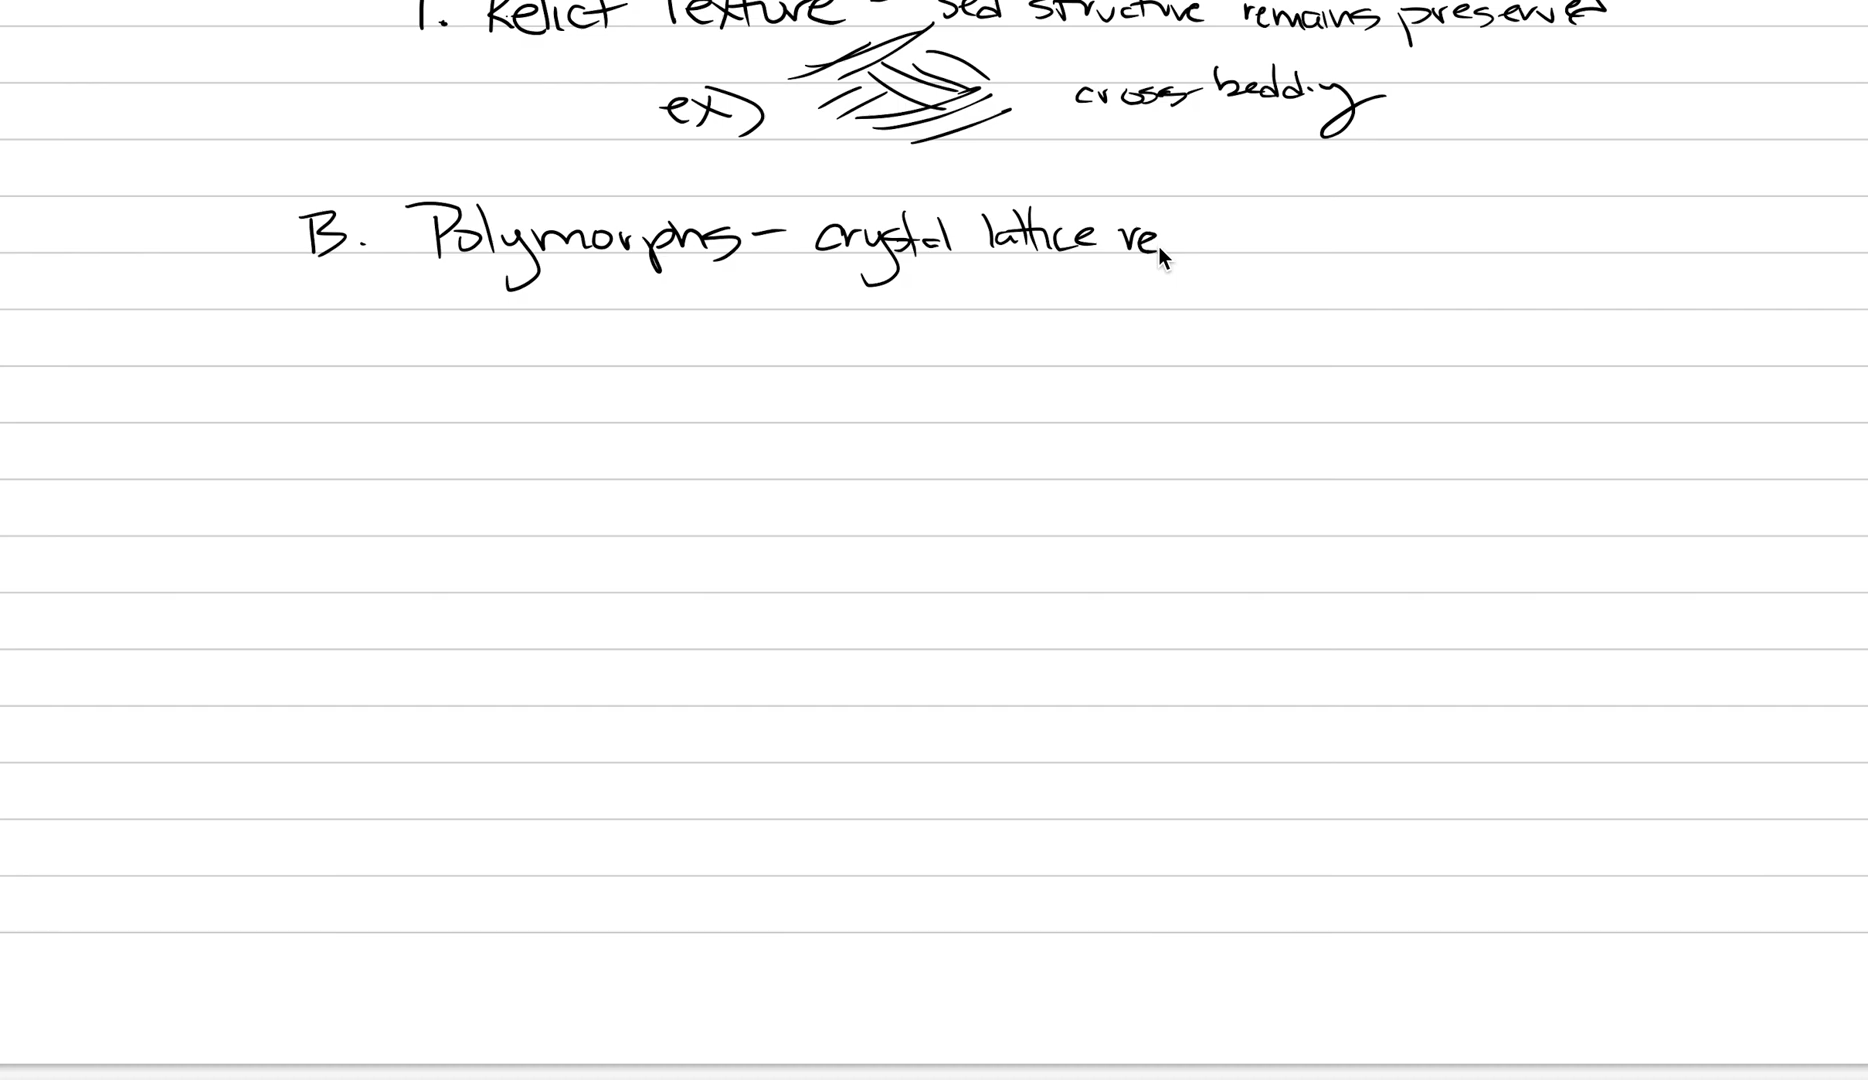 1. Relict Texture - sed structure remains preserved
ex) cross bedding
B. Polymorphs - crystal lattice re